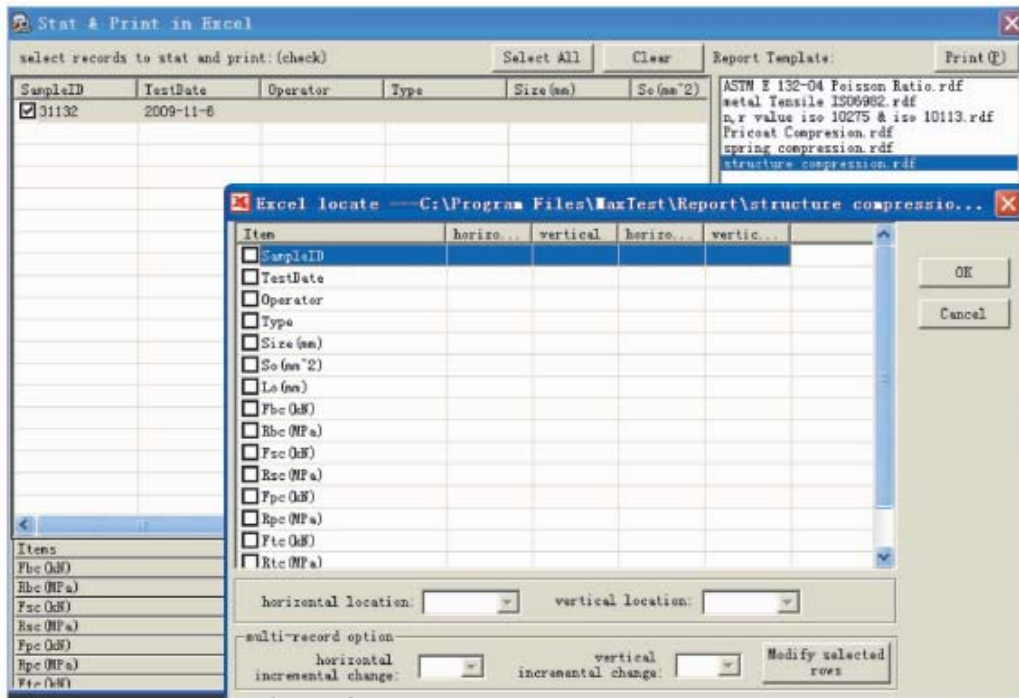 Stat & Print in Excel
select records to stat and print:(check)
Select All
Clear
Report Template:
Print(P)
SampleID TestDate Operator Type Size(mm) So(mm^2)
31132 2009-11-6
ASTM E 132-04 Poisson Ratio.rdf
metal Tensile ISO6982.rdf
n,r value iso 10275 & iso 10113.rdf
Pricoat Compresion.rdf
spring compression.rdf
structure compression.rdf
Excel locate ---C:\Program Files\MaxTest\Report\structure compressio...
Item horizo... vertical horizo... vertic...
SampleID
TestDate
Operator
Type
Size(mm)
So(mm^2)
Lo(mm)
Fbc(kN)
Rbc(MPa)
Fsc(kN)
Rsc(MPa)
Fpc(kN)
Rpc(MPa)
Ftc(kN)
Rtc(MPa)
OK
Cancel
Items
Fbc(kN)
Rbc(MPa)
Fsc(kN)
Rsc(MPa)
Fpc(kN)
Rpc(MPa)
Ftc(kN)
horizontal location:
vertical location:
multi-record option
horizontal
incremental change:
vertical
incremental change:
Modify selected
rows